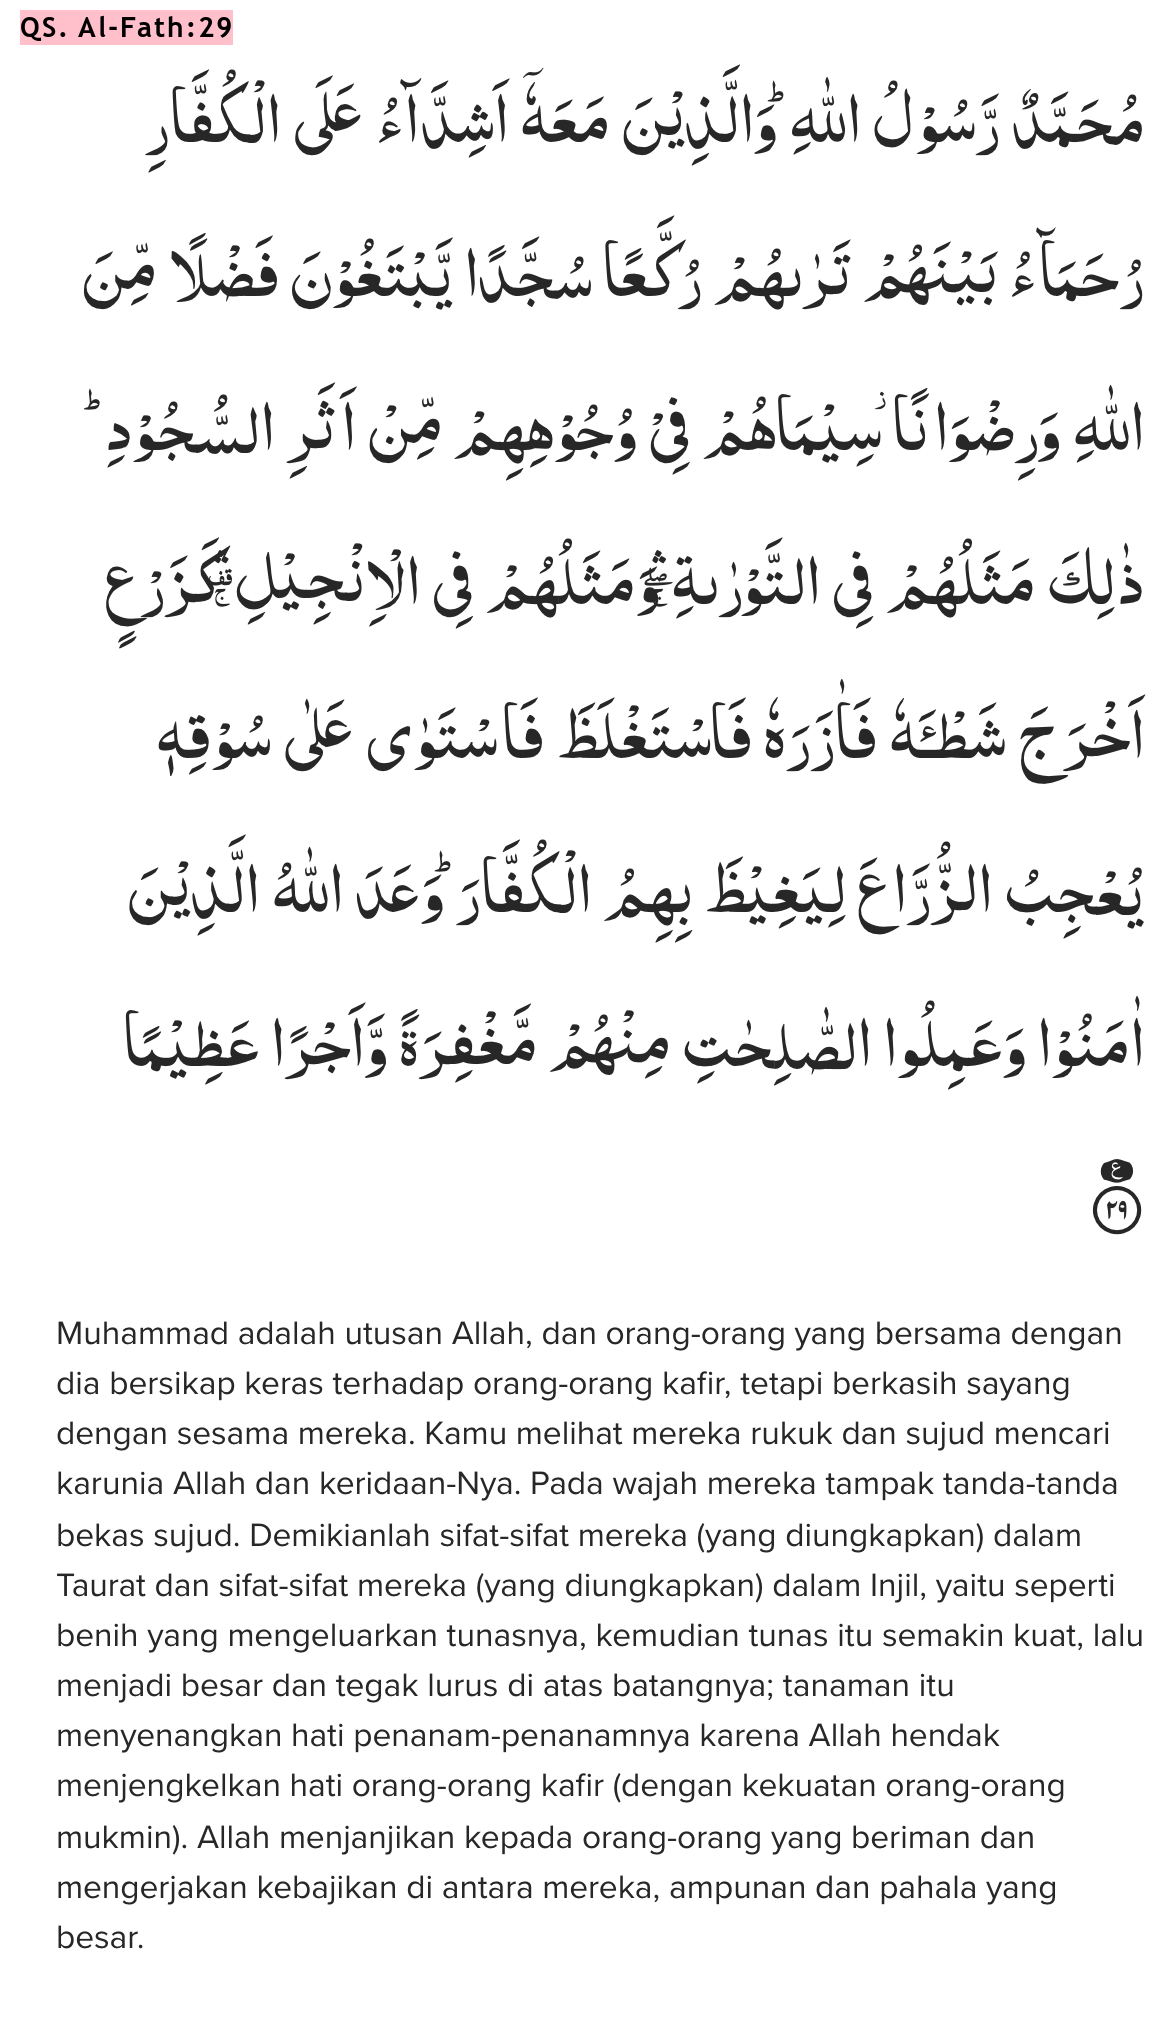 QS. Al-Fath:29
مُحَمَّدٌ رَّسُوْلُ اللّٰهِ ۗوَالَّذِيْنَ مَعَهٗٓ اَشِدَّاۤءُ عَلَى الْكُفَّارِ
رُحَمَاۤءُ بَيْنَهُمْ تَرٰىهُمْ رُكَّعًا سُجَّدًا يَّبْتَغُوْنَ فَضْلًا مِّنَ
اللّٰهِ وَرِضْوَانًا ۖسِيْمَاهُمْ فِيْ وُجُوْهِهِمْ مِّنْ اَثَرِ السُّجُوْدِ ۗ
ذٰلِكَ مَثَلُهُمْ فِى التَّوْرٰىةِ ۖوَمَثَلُهُمْ فِى الْاِنْجِيْلِ ۚ كَزَرْعٍ
اَخْرَجَ شَطْـَٔهٗ فَاٰزَرَهٗ فَاسْتَغْلَظَ فَاسْتَوٰى عَلٰى سُوْقِهٖ
يُعْجِبُ الزُّرَّاعَ لِيَغِيْظَ بِهِمُ الْكُفَّارَ ۗوَعَدَ اللّٰهُ الَّذِيْنَ
اٰمَنُوْا وَعَمِلُوا الصّٰلِحٰتِ مِنْهُمْ مَّغْفِرَةً وَّاَجْرًا عَظِيْمًا
ع
٢٩
Muhammad adalah utusan Allah, dan orang-orang yang bersama dengan
dia bersikap keras terhadap orang-orang kafir, tetapi berkasih sayang
dengan sesama mereka. Kamu melihat mereka rukuk dan sujud mencari
karunia Allah dan keridaan-Nya. Pada wajah mereka tampak tanda-tanda
bekas sujud. Demikianlah sifat-sifat mereka (yang diungkapkan) dalam
Taurat dan sifat-sifat mereka (yang diungkapkan) dalam Injil, yaitu seperti
benih yang mengeluarkan tunasnya, kemudian tunas itu semakin kuat, lalu
menjadi besar dan tegak lurus di atas batangnya; tanaman itu
menyenangkan hati penanam-penanamnya karena Allah hendak
menjengkelkan hati orang-orang kafir (dengan kekuatan orang-orang
mukmin). Allah menjanjikan kepada orang-orang yang beriman dan
mengerjakan kebajikan di antara mereka, ampunan dan pahala yang
besar.